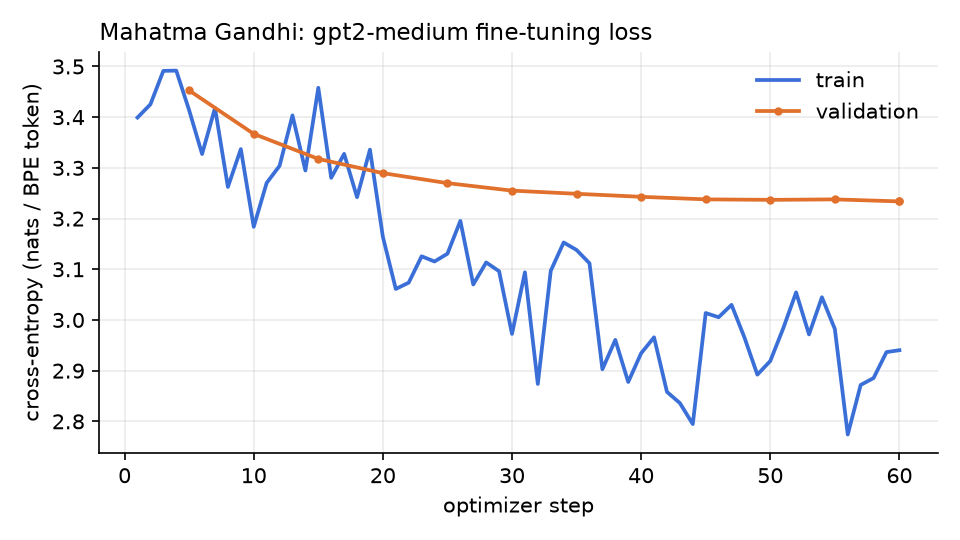 Mahatma Gandhi: gpt2-medium fine-tuning loss
train
validation
cross-entropy (nats / BPE token)
3.5
3.4
3.3
3.2
3.1
3.0
2.9
2.8
0 10 20 30 40 50 60
optimizer step